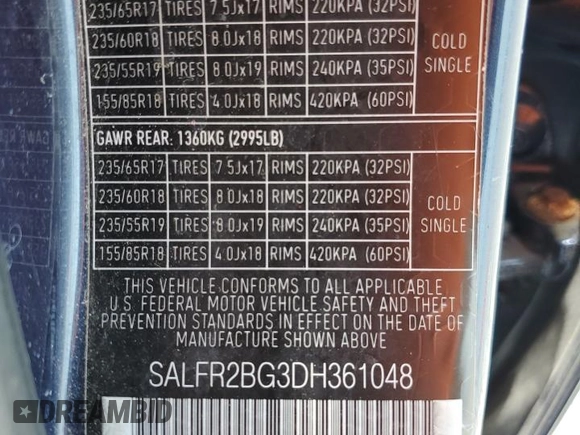 235/65R17 TIRES 7.5Jx17 RIMS 220KPA (32PSI)
235/60R18 TIRES 8.0Jx18 RIMS 220KPA (32PSI)
235/55R19 TIRES 8.0Jx19 RIMS 240KPA (35PSI)
155/85R18 TIRES 4.0Jx18 RIMS 420KPA (60PSI)
COLD
SINGLE
GAWR REAR: 1360KG (2995LB)
235/65R17 TIRES 7.5Jx17 RIMS 220KPA (32PSI)
235/60R18 TIRES 8.0Jx18 RIMS 220KPA (32PSI)
235/55R19 TIRES 8.0Jx19 RIMS 240KPA (35PSI)
155/85R18 TIRES 4.0Jx18 RIMS 420KPA (60PSI)
COLD
SINGLE
THIS VEHICLE CONFORMS TO ALL APPLICABLE
U.S. FEDERAL MOTOR VEHICLE SAFETY AND THEFT
PREVENTION STANDARDS IN EFFECT ON THE DATE OF
MANUFACTURE SHOWN ABOVE
SALFR2BG3DH361048
DREAMBID